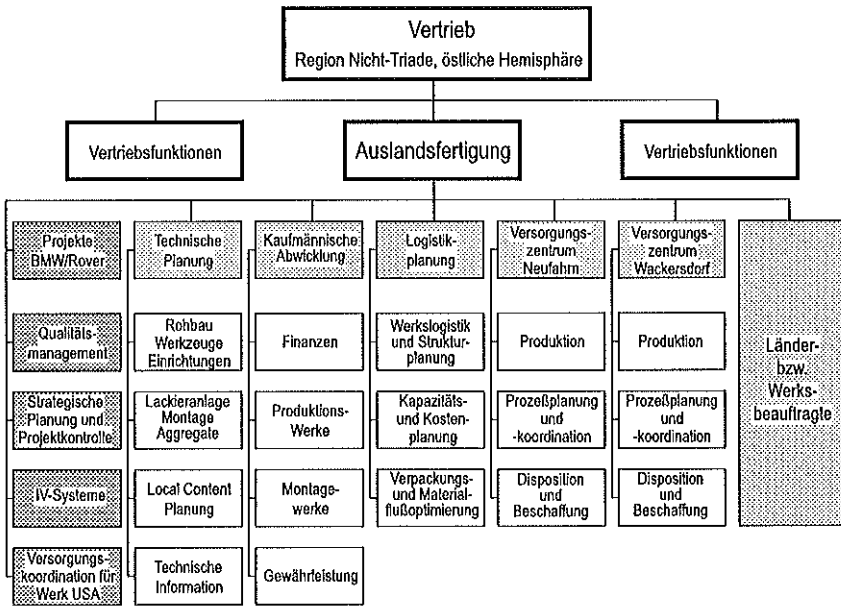 Vertrieb
Region Nicht-Triade, östliche Hemisphäre
Vertriebsfunktionen
Auslandsfertigung
Vertriebsfunktionen
Projekte
BMW/Rover
Qualitäts-
management
Strategische
Planung und
Projektkontrolle
IV-Systeme
Versorgungs-
koordination für
Werk USA
Technische
Planung
Rohbau
Werkzeuge
Einrichtungen
Lackieranlage
Montage
Aggregate
Local Content
Planung
Technische
Information
Kaufmännische
Abwicklung
Finanzen
Produktions-
Werke
Montage-
werke
Gewährleistung
Logistik-
planung
Werkslogistik
und Struktur-
planung
Kapazitäts-
und Kosten-
planung
Verpackungs-
und Material-
flußoptimierung
Versorgungs-
zentrum
Neufahrn
Produktion
Prozeßplanung
und
-koordination
Disposition
und
Beschaffung
Versorgungs-
zentrum
Wackersdorf
Produktion
Prozeßplanung
und
-koordination
Disposition
und
Beschaffung
Länder-
bzw.
Werks-
beauftragte